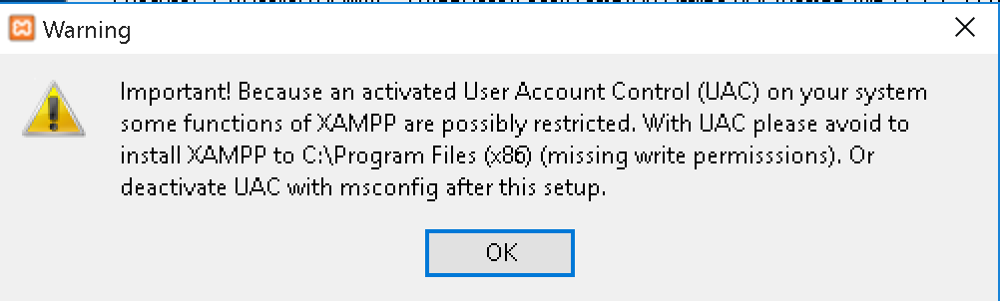 Warning
Important! Because an activated User Account Control (UAC) on your system
some functions of XAMPP are possibly restricted. With UAC please avoid to
install XAMPP to C:\Program Files (x86) (missing write permisssions). Or
deactivate UAC with msconfig after this setup.
OK